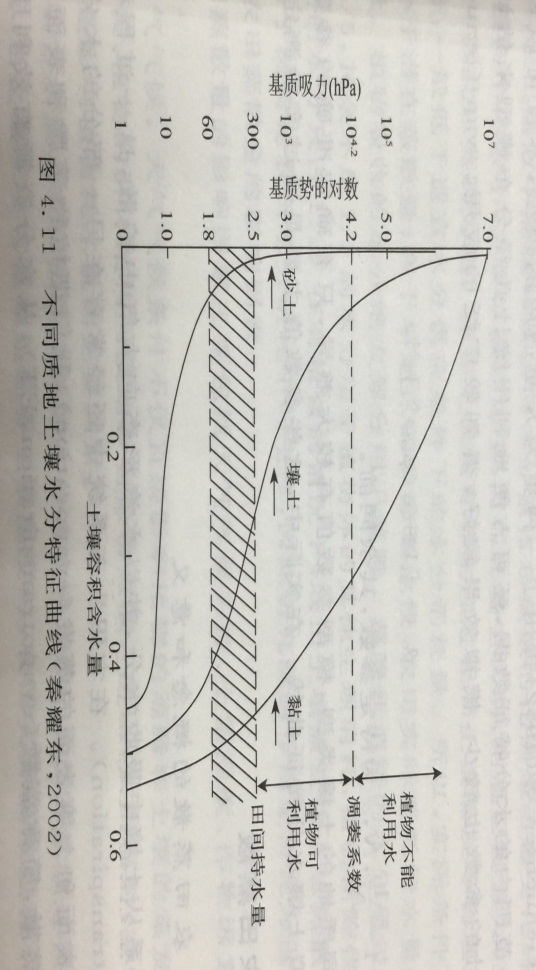 基质吸力(hPa)
基质势的对数
10⁷ 7.0
10⁵ 5.0
10⁴·² 4.2
10³ 3.0
300 2.5
60 1.8
10 1.0
1 0
砂土
壤土
黏土
植物不能
利用水
凋萎系数
植物可
利用水
田间持水量
0.2 0.4 0.6
土壤容积含水量
图 4.11 不同质地土壤水分特征曲线(秦耀东,2002)